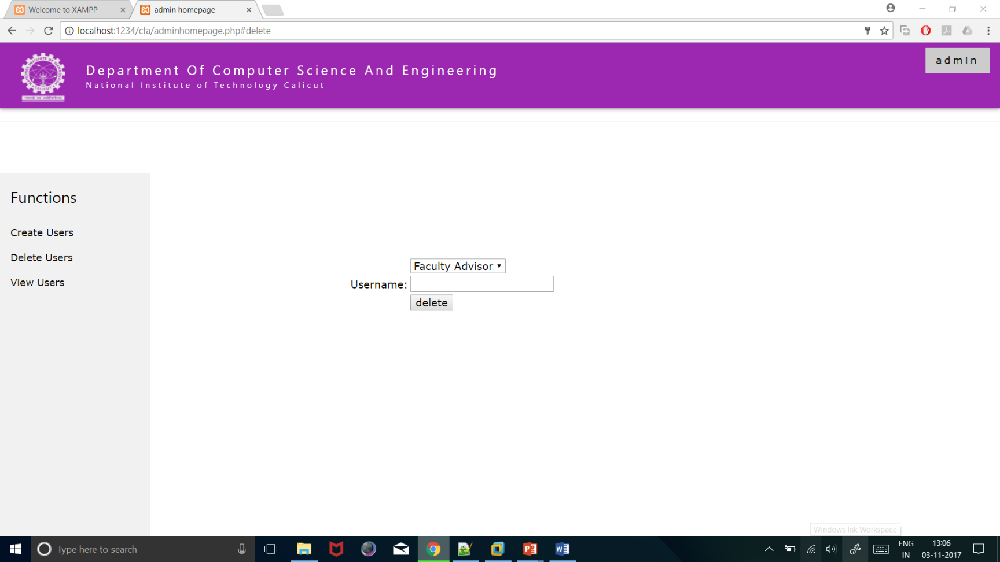 Welcome to XAMPP
admin homepage
localhost:1234/cfa/adminhomepage.php#delete
Department Of Computer Science And Engineering
National Institute of Technology Calicut
admin
Functions
Create Users
Delete Users
View Users
Faculty Advisor
Username:
delete
Windows Ink Workspace
Type here to search
ENG
IN
13:06
03-11-2017